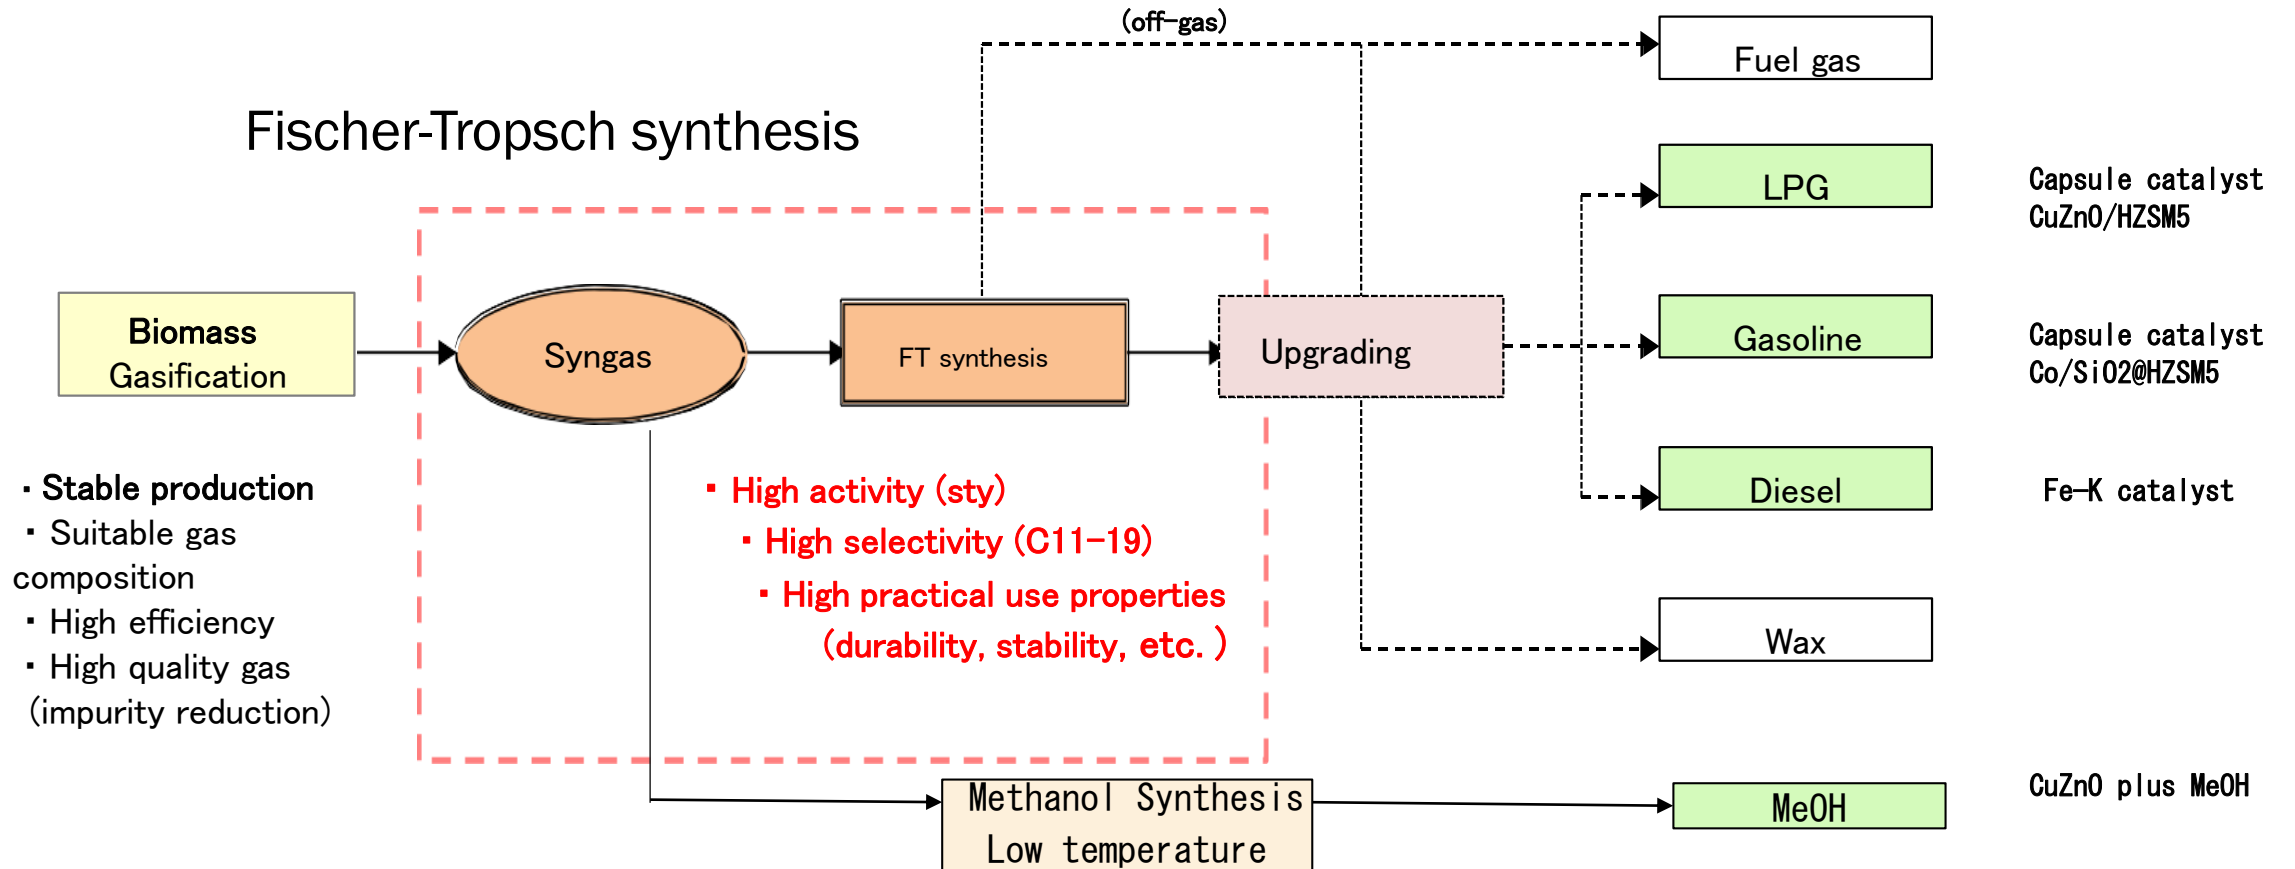 (off-gas)
Fuel gas
Fischer-Tropsch synthesis
LPG
Capsule catalyst
CuZnO/HZSM5
Biomass
Gasification
Syngas
FT synthesis
Upgrading
Gasoline
Capsule catalyst
Co/SiO2@HZSM5
・Stable production
・Suitable gas
composition
・High efficiency
・High quality gas
(impurity reduction)
・High activity (sty)
・High selectivity (C11-19)
・High practical use properties
(durability, stability, etc. )
Diesel
Fe-K catalyst
Wax
Methanol Synthesis
Low temperature
MeOH
CuZnO plus MeOH